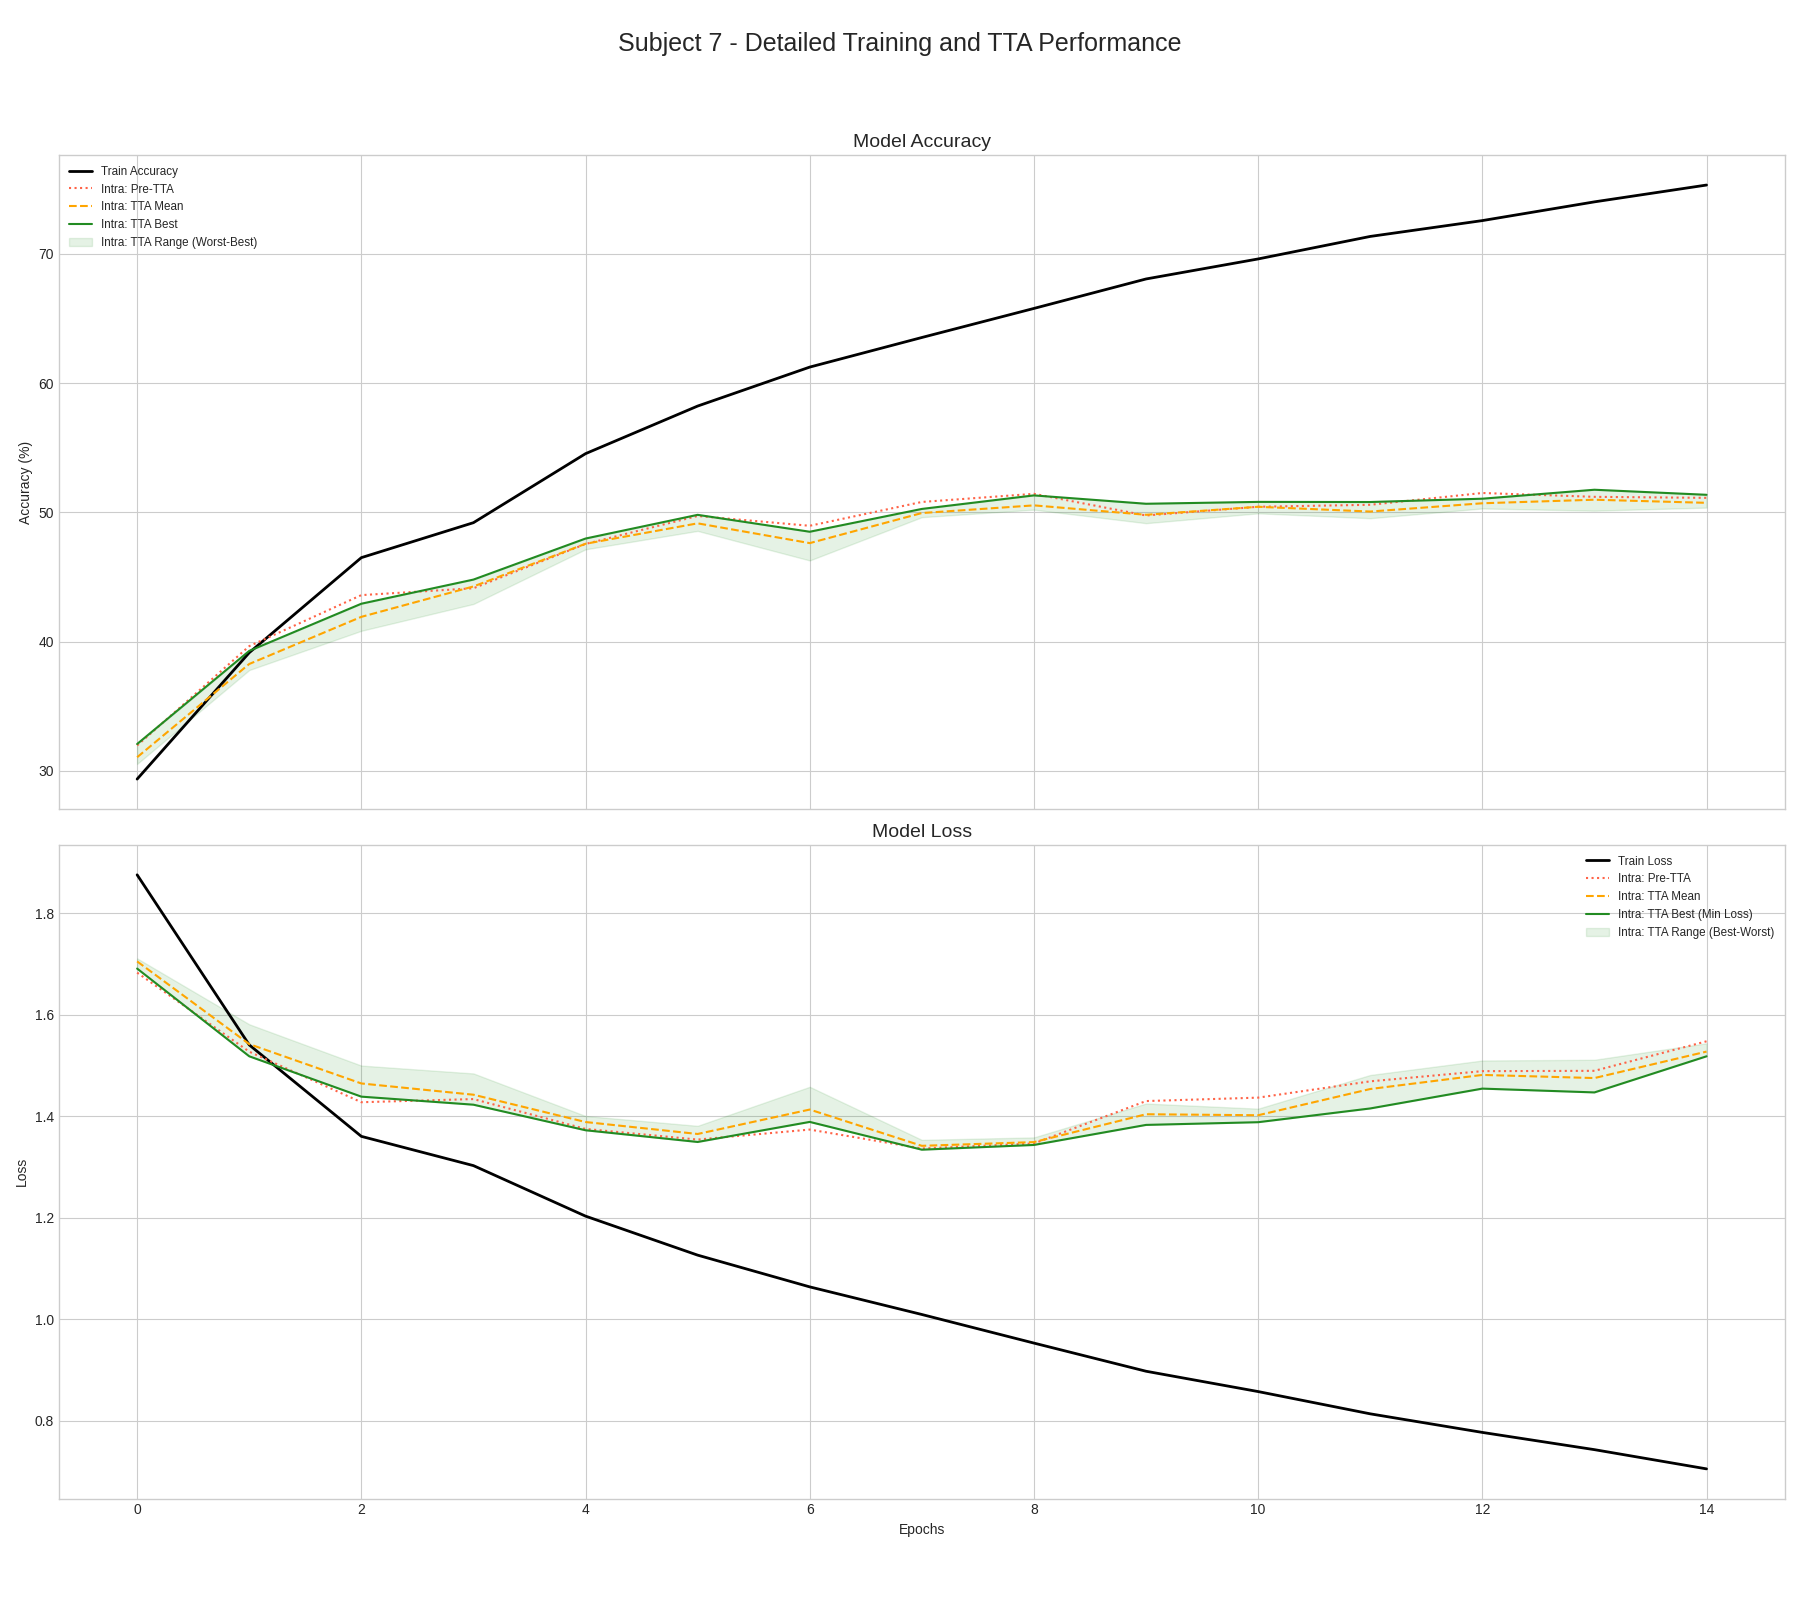 Subject 7 - Detailed Training and TTA Performance
Model Accuracy
Train Accuracy
Intra: Pre-TTA
Intra: TTA Mean
Intra: TTA Best
Intra: TTA Range (Worst-Best)
70
60
50
40
30
Accuracy (%)
Model Loss
Train Loss
Intra: Pre-TTA
Intra: TTA Mean
Intra: TTA Best (Min Loss)
Intra: TTA Range (Best-Worst)
1.8
1.6
1.4
1.2
1.0
0.8
Loss
0 2 4 6 8 10 12 14
Epochs